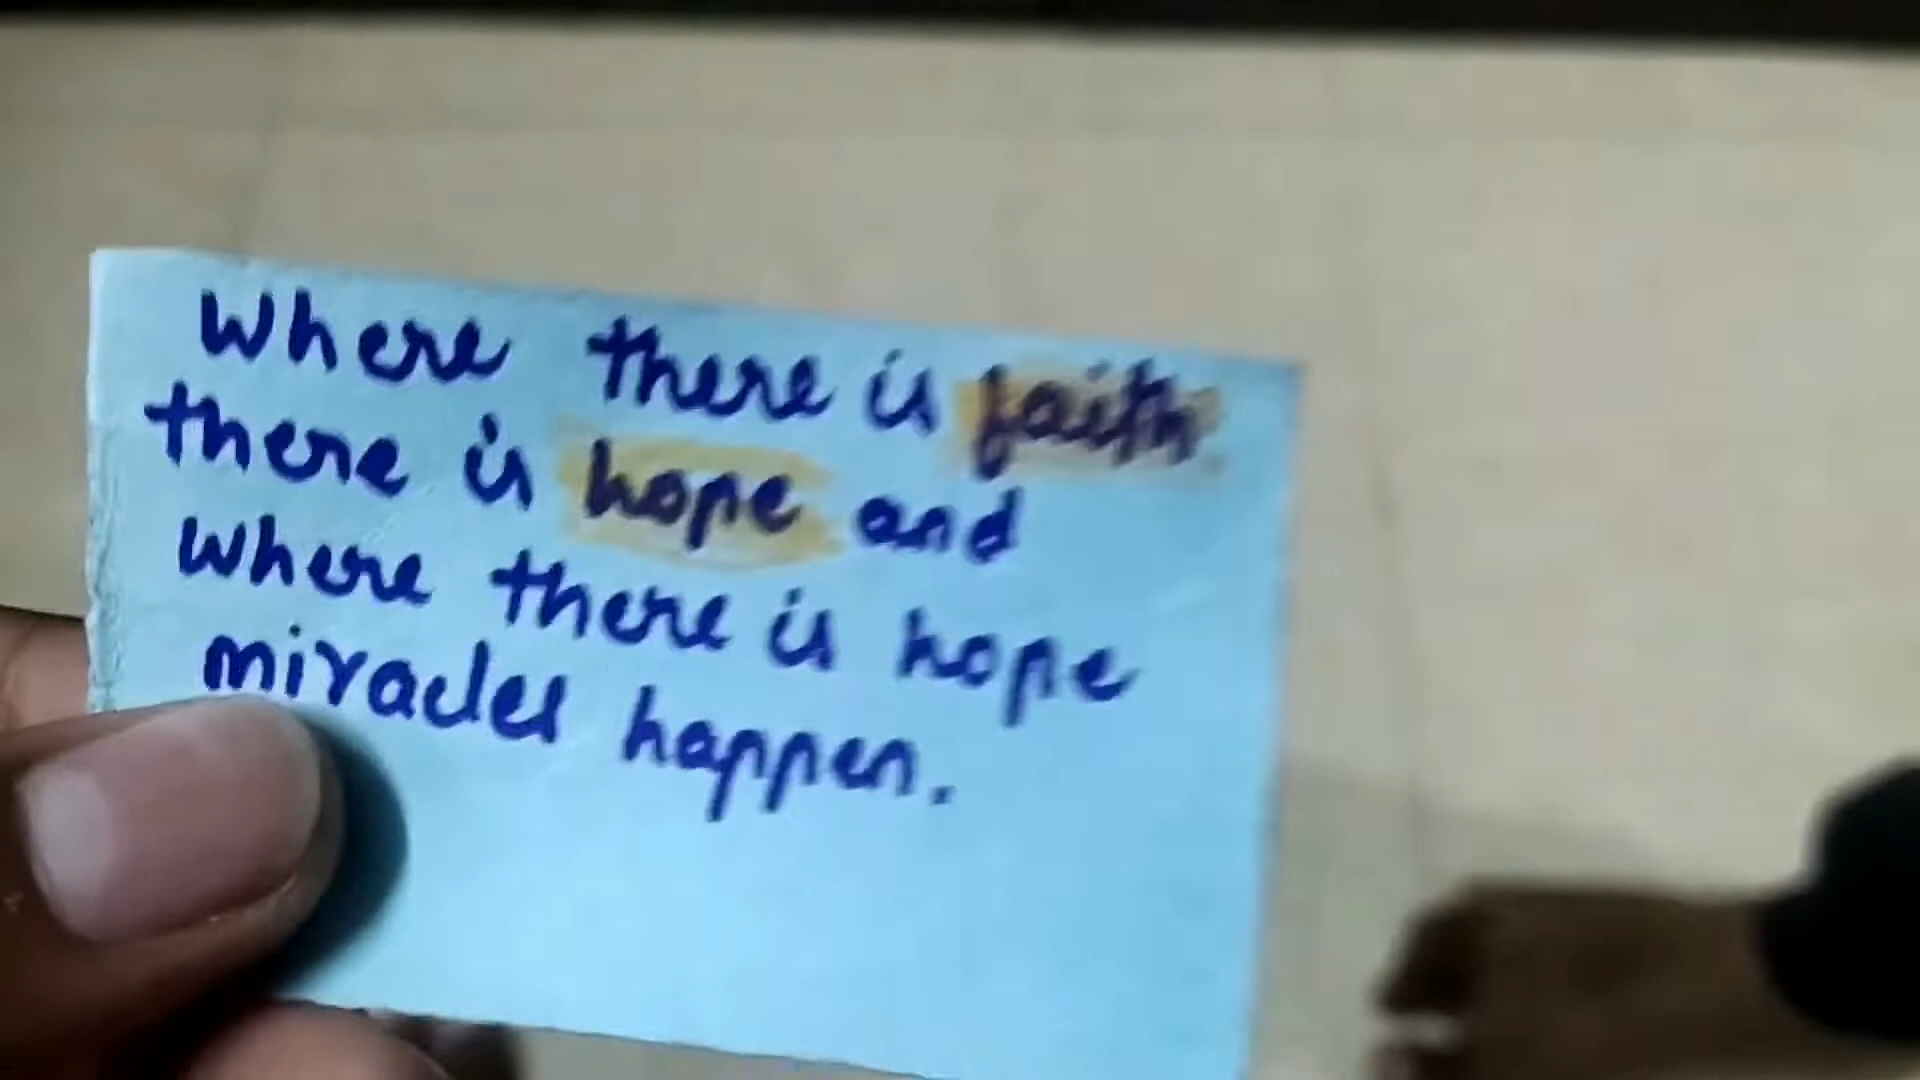 Where there is faith
there is hope and
where there is hope
miracles happen.